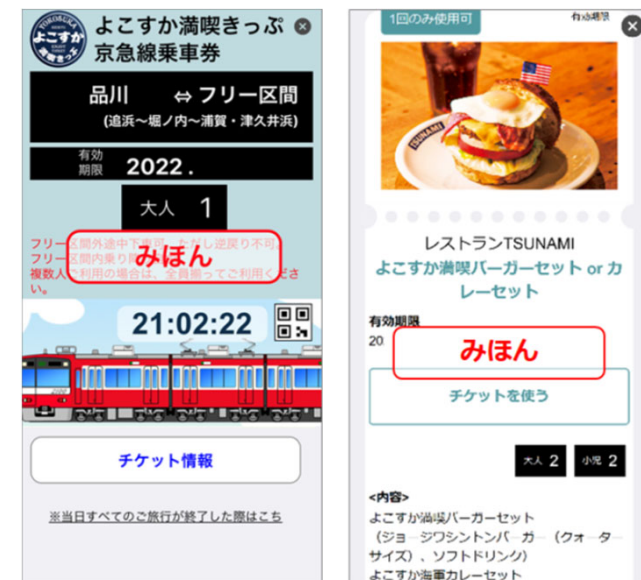 よこすか満喫きっぷ
京急線乗車券
品川 ⇔ フリー区間
(追浜～堀ノ内～浦賀・津久井浜)
有効
期限 2022 .
大人 1
フリー区間外途中下車可。ただし逆戻り不可。
フリー区間内乗り降
みほん
複数人ご利用の場合は、全員揃ってご利用くださ
い。
21:02:22
チケット情報
※当日すべてのご旅行が終了した際はこち
1回のみ使用可
有効期限
TSUNAMI
レストランTSUNAMI
よこすか満喫バーガーセット or カ
レーセット
有効期限
20
みほん
チケットを使う
大人 2 小児 2
<内容>
よこすか満喫バーガーセット
（ジョージワシントンバーガー（クォーター
サイズ）、ソフトドリンク）
よこすか海軍カレーセット